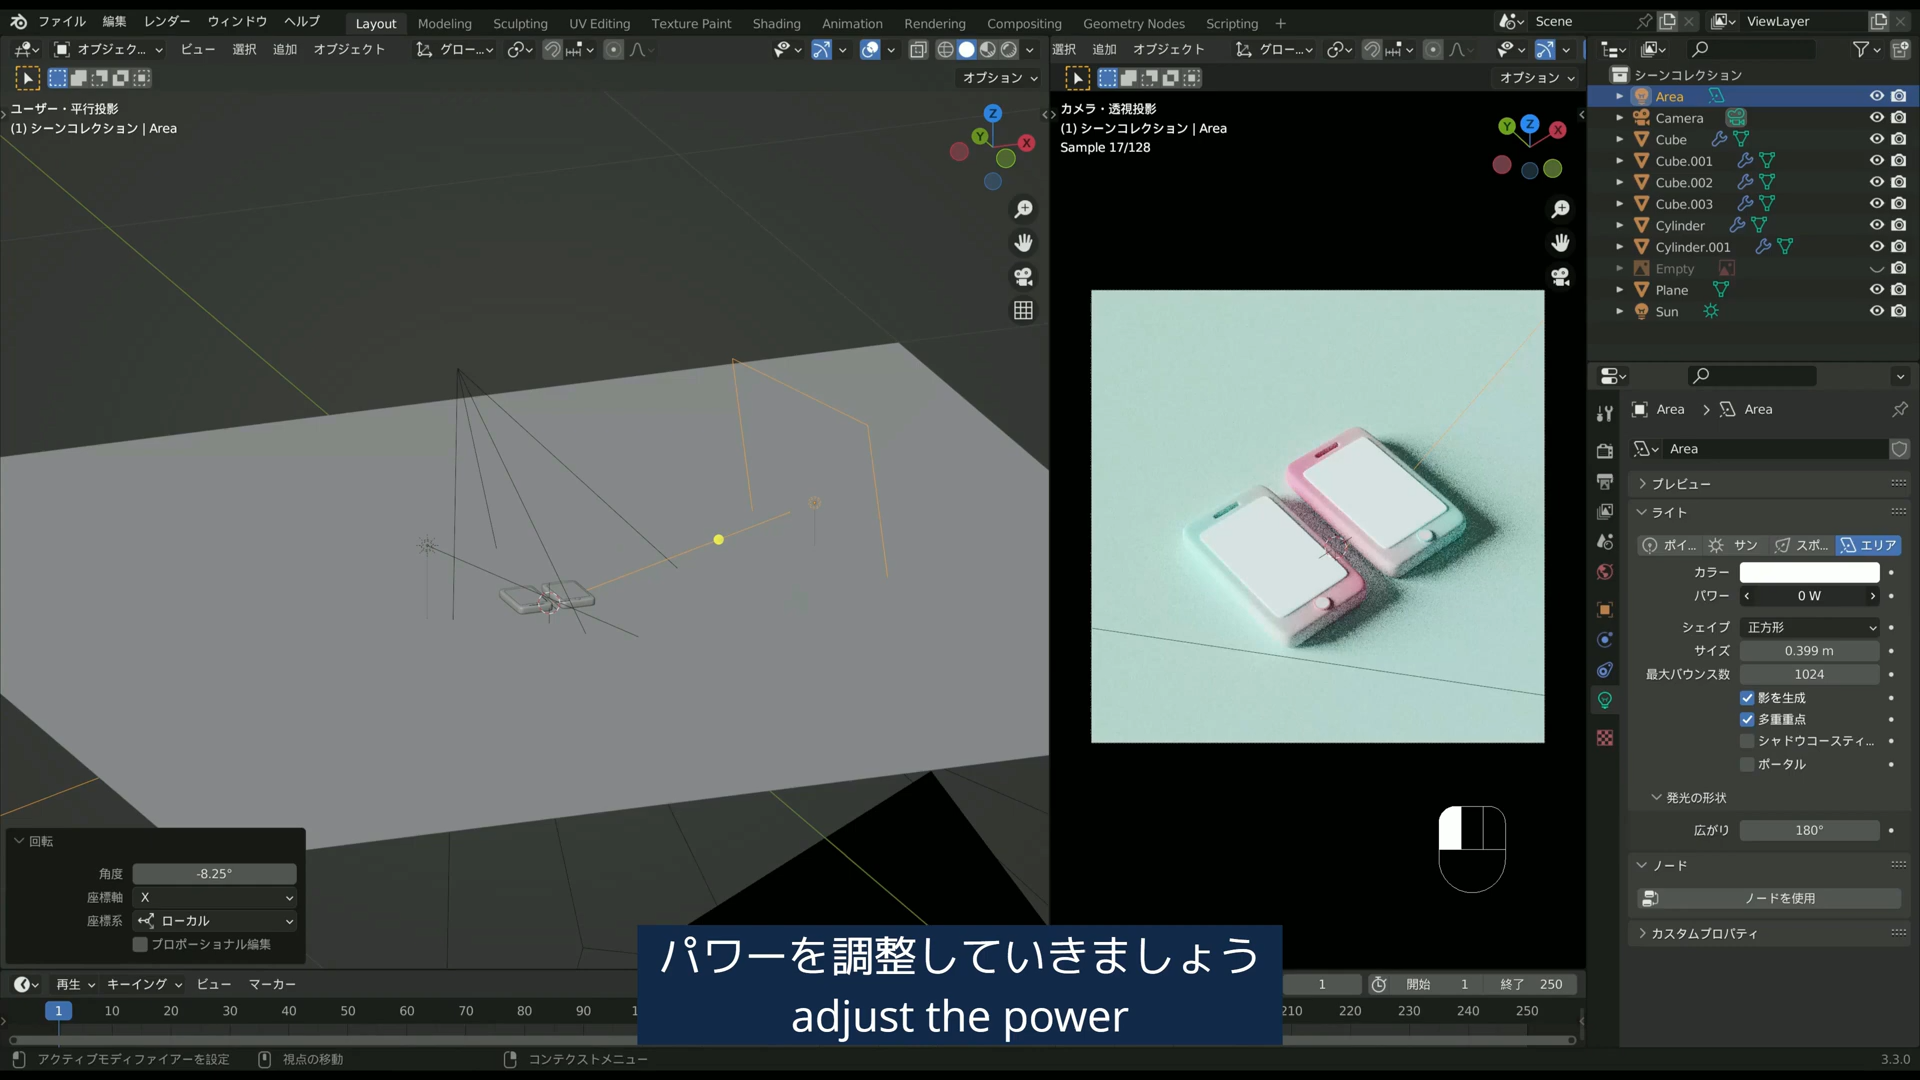 ファイル 編集 レンダー ウィンドウ ヘルプ Layout Modeling Sculpting UV Editing Texture Paint Shading Animation Rendering Compositing Geometry Nodes Scripting + Scene ViewLayer
オブジェク... ビュー 選択 追加 オブジェクト グロー... 選択 追加 オブジェクト グロー...
オプション オプション
ユーザー・平行投影
(1) シーンコレクション | Area
Z
Y
X
カメラ・透視投影
(1) シーンコレクション | Area
Sample 17/128
Y Z X
シーンコレクション
Area
Camera
Cube
Cube.001
Cube.002
Cube.003
Cylinder
Cylinder.001
Empty
Plane
Sun
Area > Area
Area
プレビュー
ライト
ポイ... サン スポ... エリア
カラー
パワー 0 W
シェイプ 正方形
サイズ 0.399 m
最大バウンス数 1024
影を生成
多重重点
シャドウコースティ...
ポータル
発光の形状
広がり 180°
ノード
ノードを使用
カスタムプロパティ
回転
角度 -8.25°
座標軸 X
座標系 ローカル
プロポーショナル編集
パワーを調整していきましょう
adjust the power
再生 キーイング ビュー マーカー 1 開始 1 終了 250
1 10 20 30 40 50 60 70 80 90 210 220 230 240 250
アクティブモディファイアーを設定 視点の移動 コンテクストメニュー 3.3.0